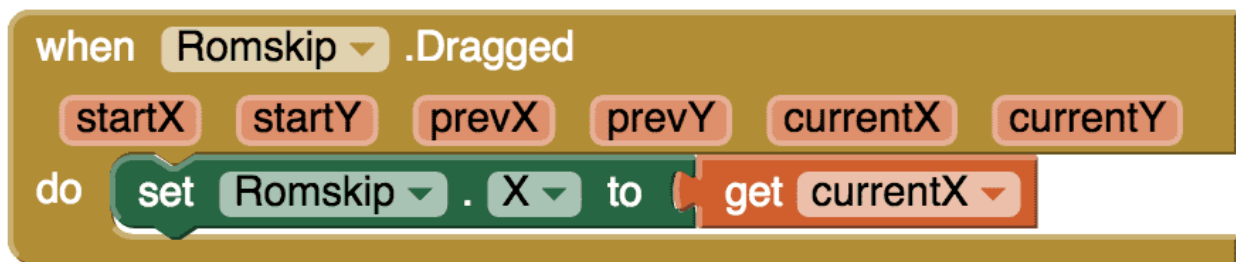 when Romskip .Dragged
startX startY prevX prevY currentX currentY
do set Romskip . X to get currentX